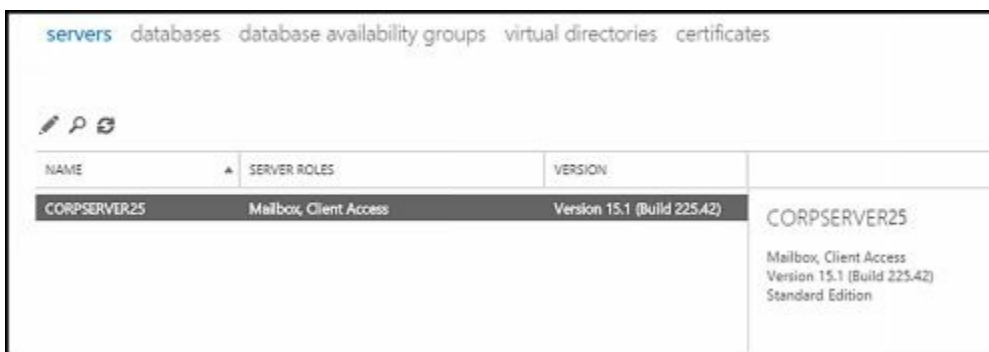 servers databases database availability groups virtual directories certificates
NAME SERVER ROLES VERSION
CORPSERVER25 Mailbox, Client Access Version 15.1 (Build 225.42)
CORPSERVER25
Mailbox, Client Access
Version 15.1 (Build 225.42)
Standard Edition